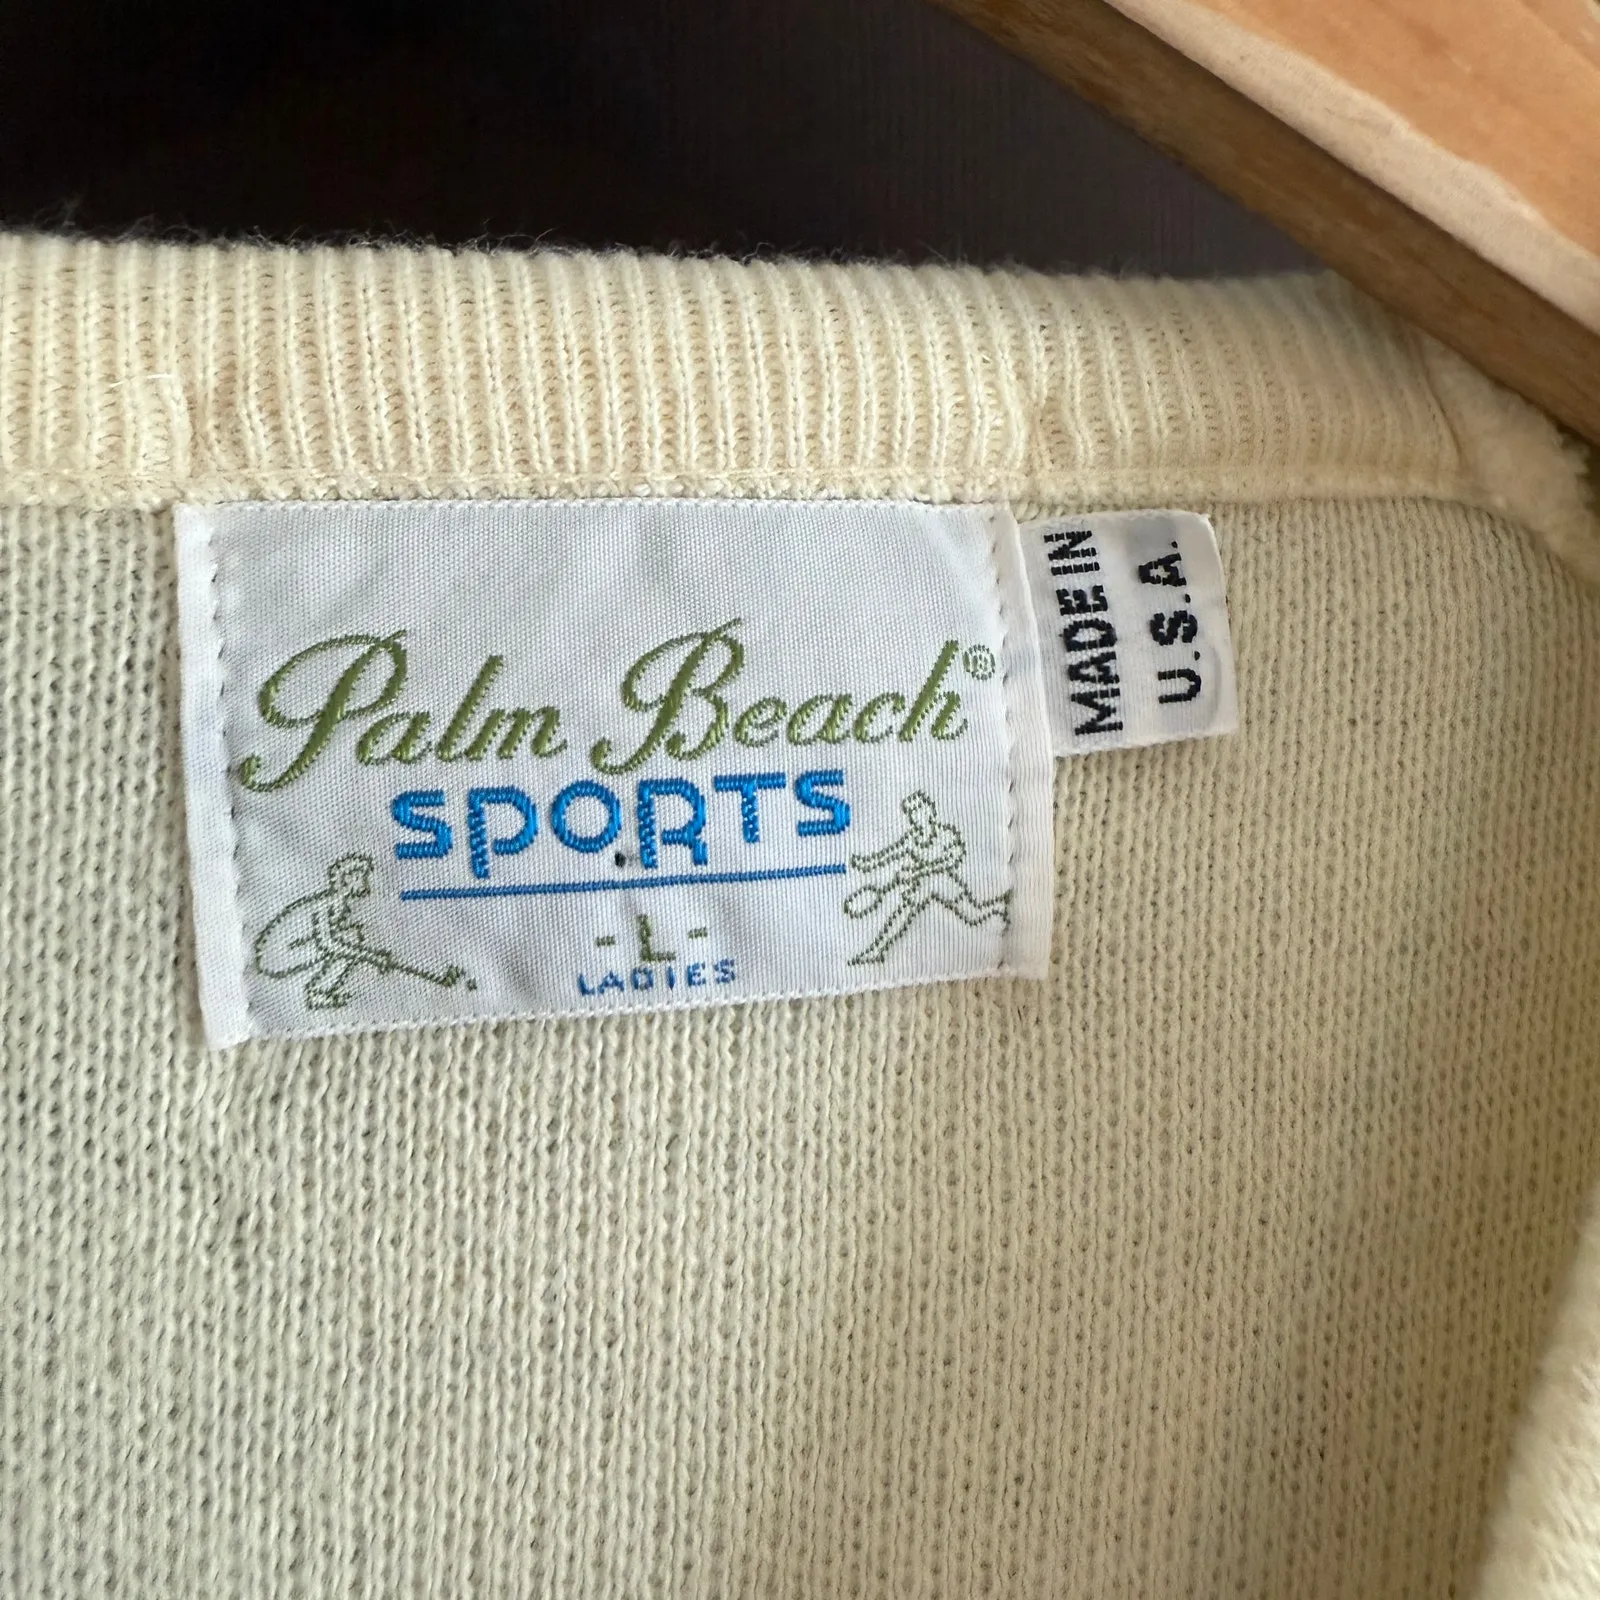 Palm Beach®
SPORTS
-L-
LADIES
MADE IN
U.S.A.